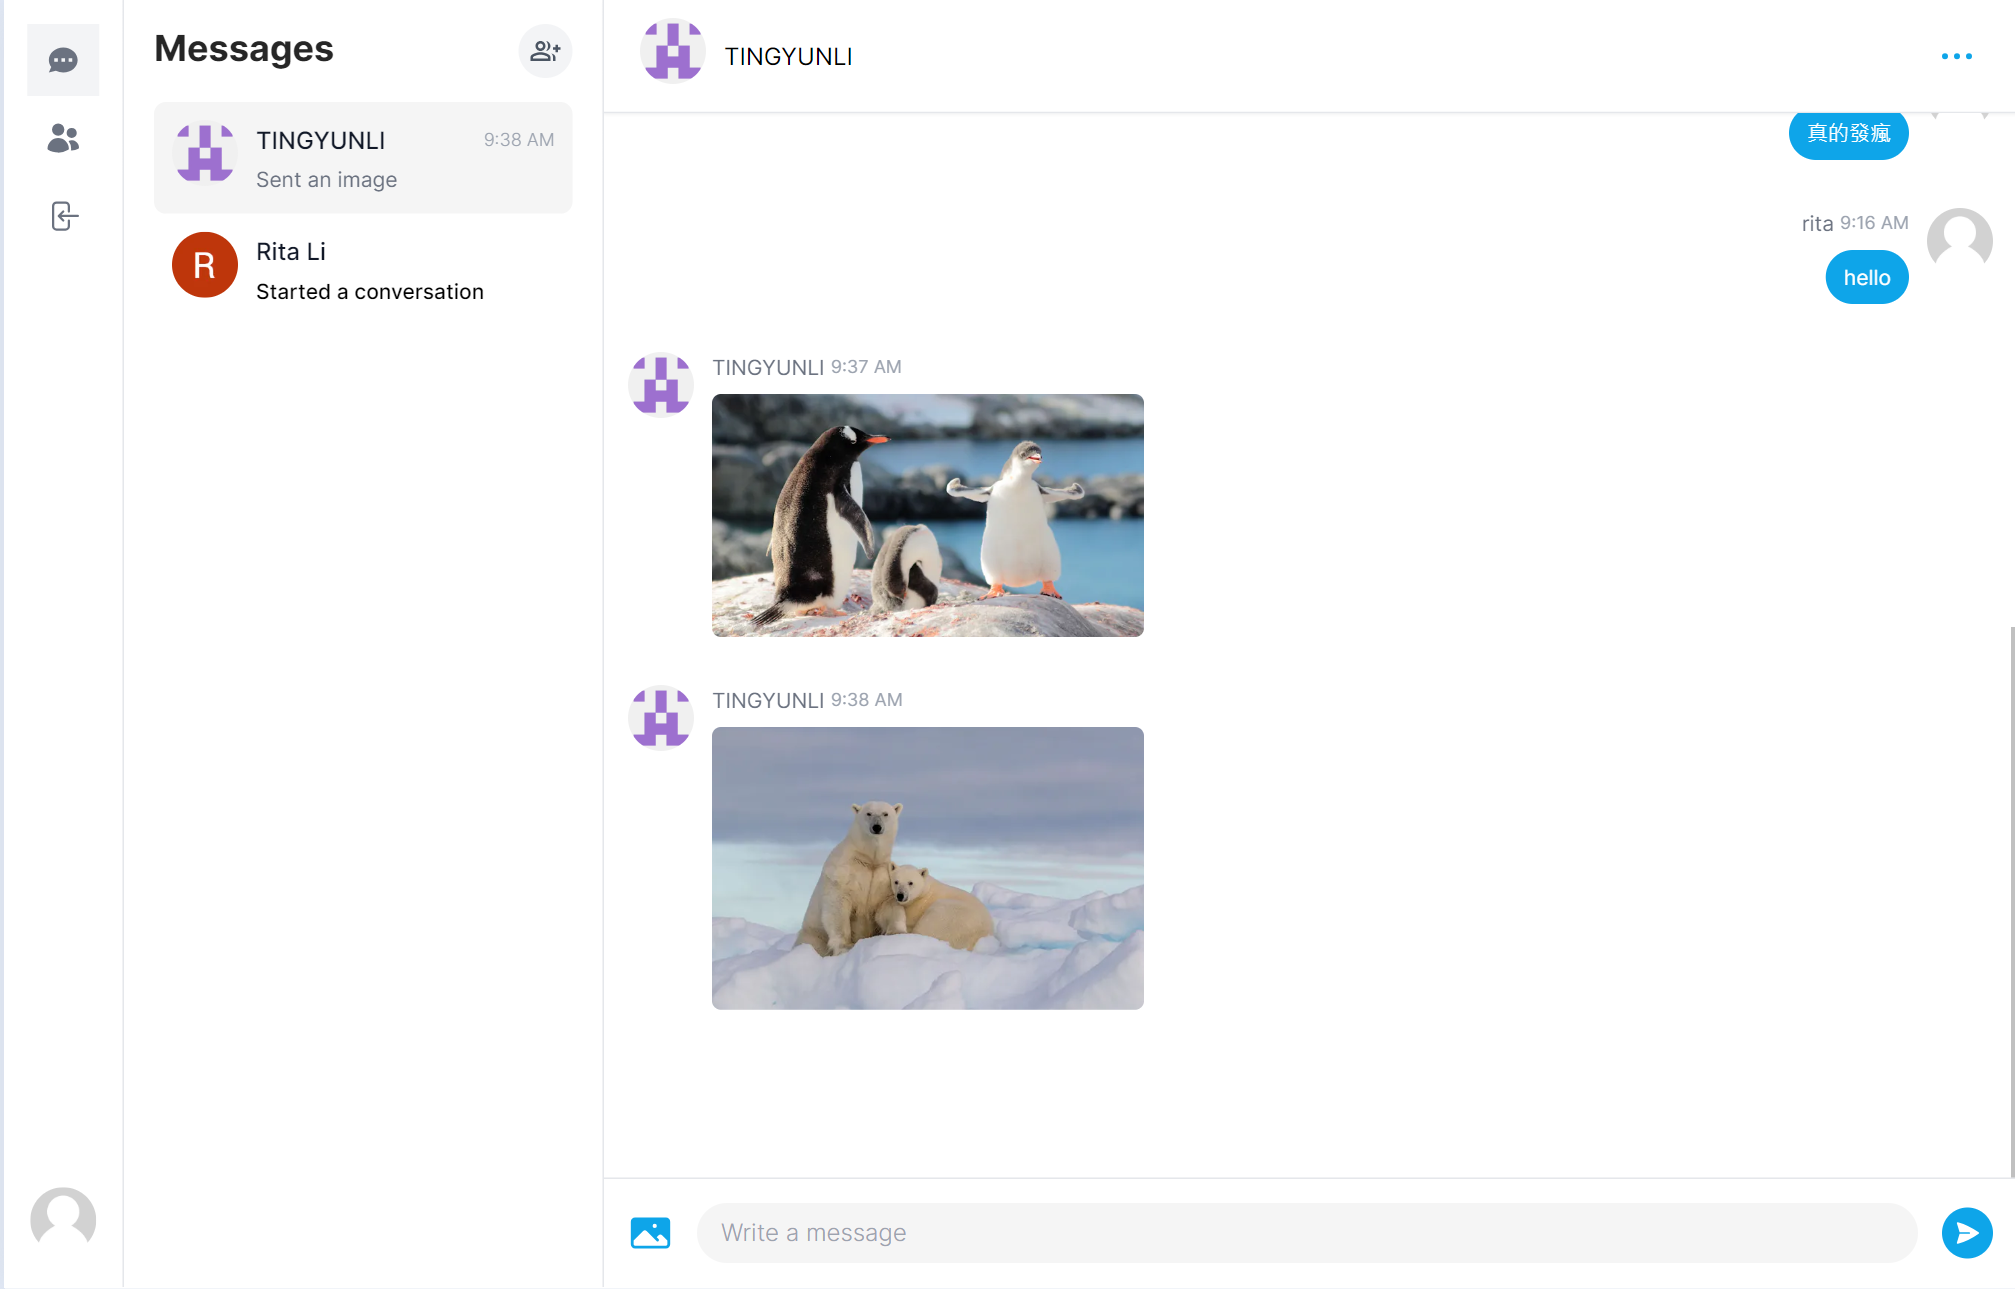 Messages
TINGYUNLI 9:38 AM
Sent an image
R
Rita Li
Started a conversation
TINGYUNLI
真的發瘋
rita 9:16 AM
hello
TINGYUNLI 9:37 AM
TINGYUNLI 9:38 AM
Write a message